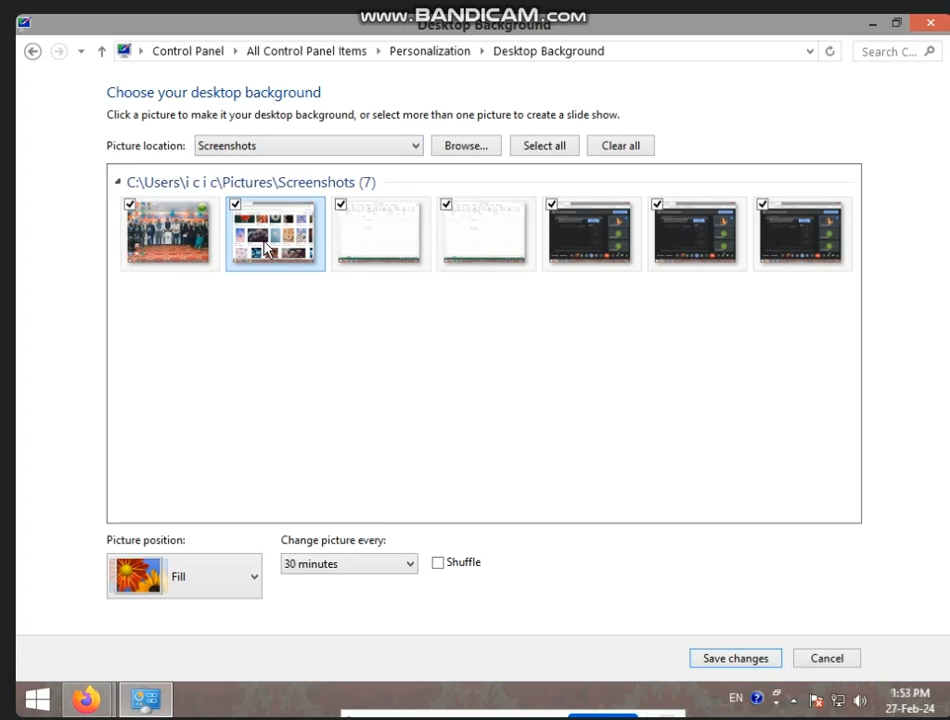 www.BANDICAM.com
Desktop Background
Control Panel
All Control Panel Items
Personalization
Desktop Background
Search C...
Choose your desktop background
Click a picture to make it your desktop background, or select more than one picture to create a slide show.
Picture location:
Screenshots
Browse...
Select all
Clear all
C:\Users\i c i c\Pictures\Screenshots (7)
Picture position:
Change picture every:
Fill
30 minutes
Shuffle
Save changes
Cancel
EN
9:53 PM
27-Feb-24